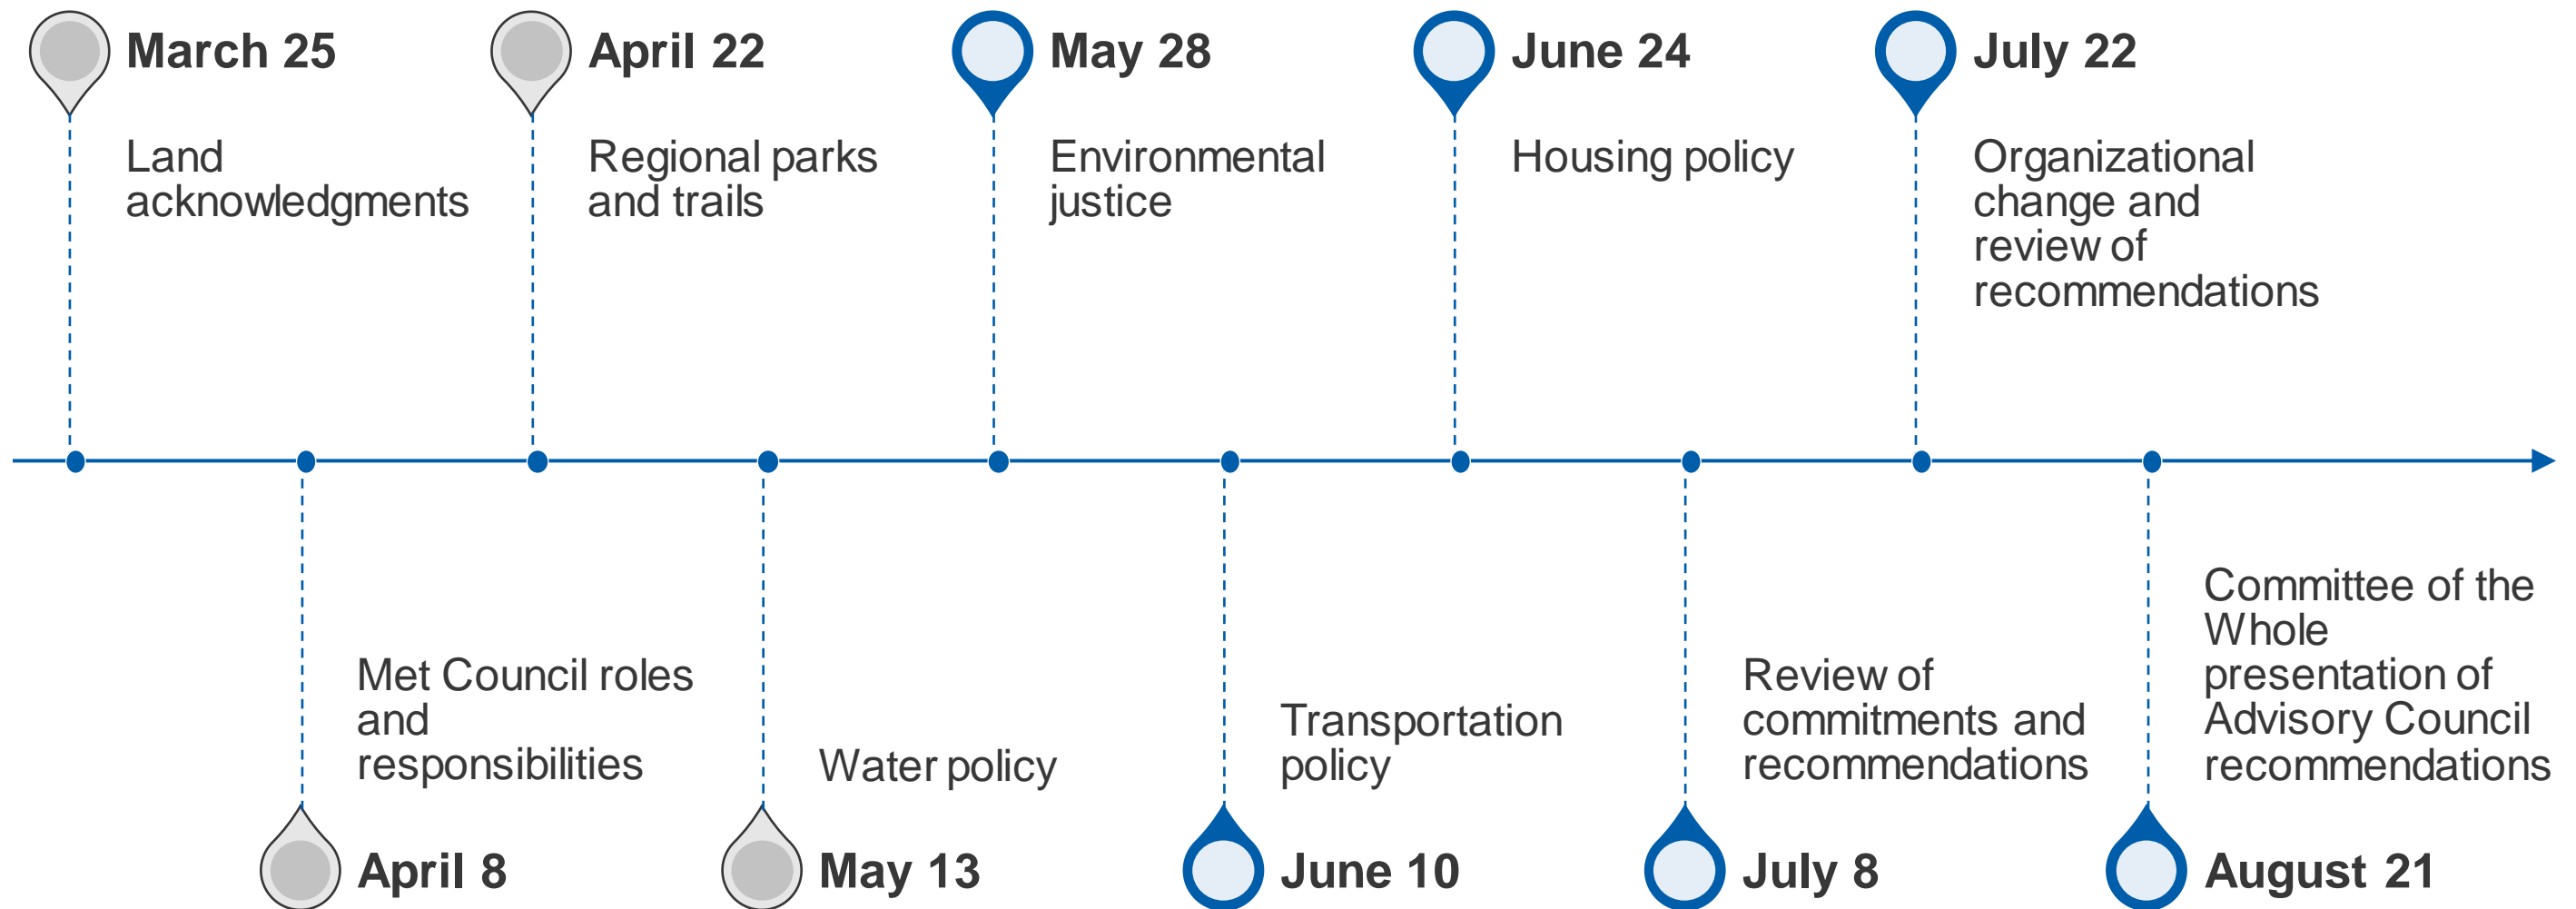 March 25
Land
acknowledgments
April 22
Regional parks
and trails
May 28
Environmental
justice
June 24
Housing policy
July 22
Organizational
change and
review of
recommendations
Met Council roles
and
responsibilities
April 8
Water policy
May 13
Transportation
policy
June 10
Review of
commitments and
recommendations
July 8
Committee of the
Whole
presentation of
Advisory Council
recommendations
August 21